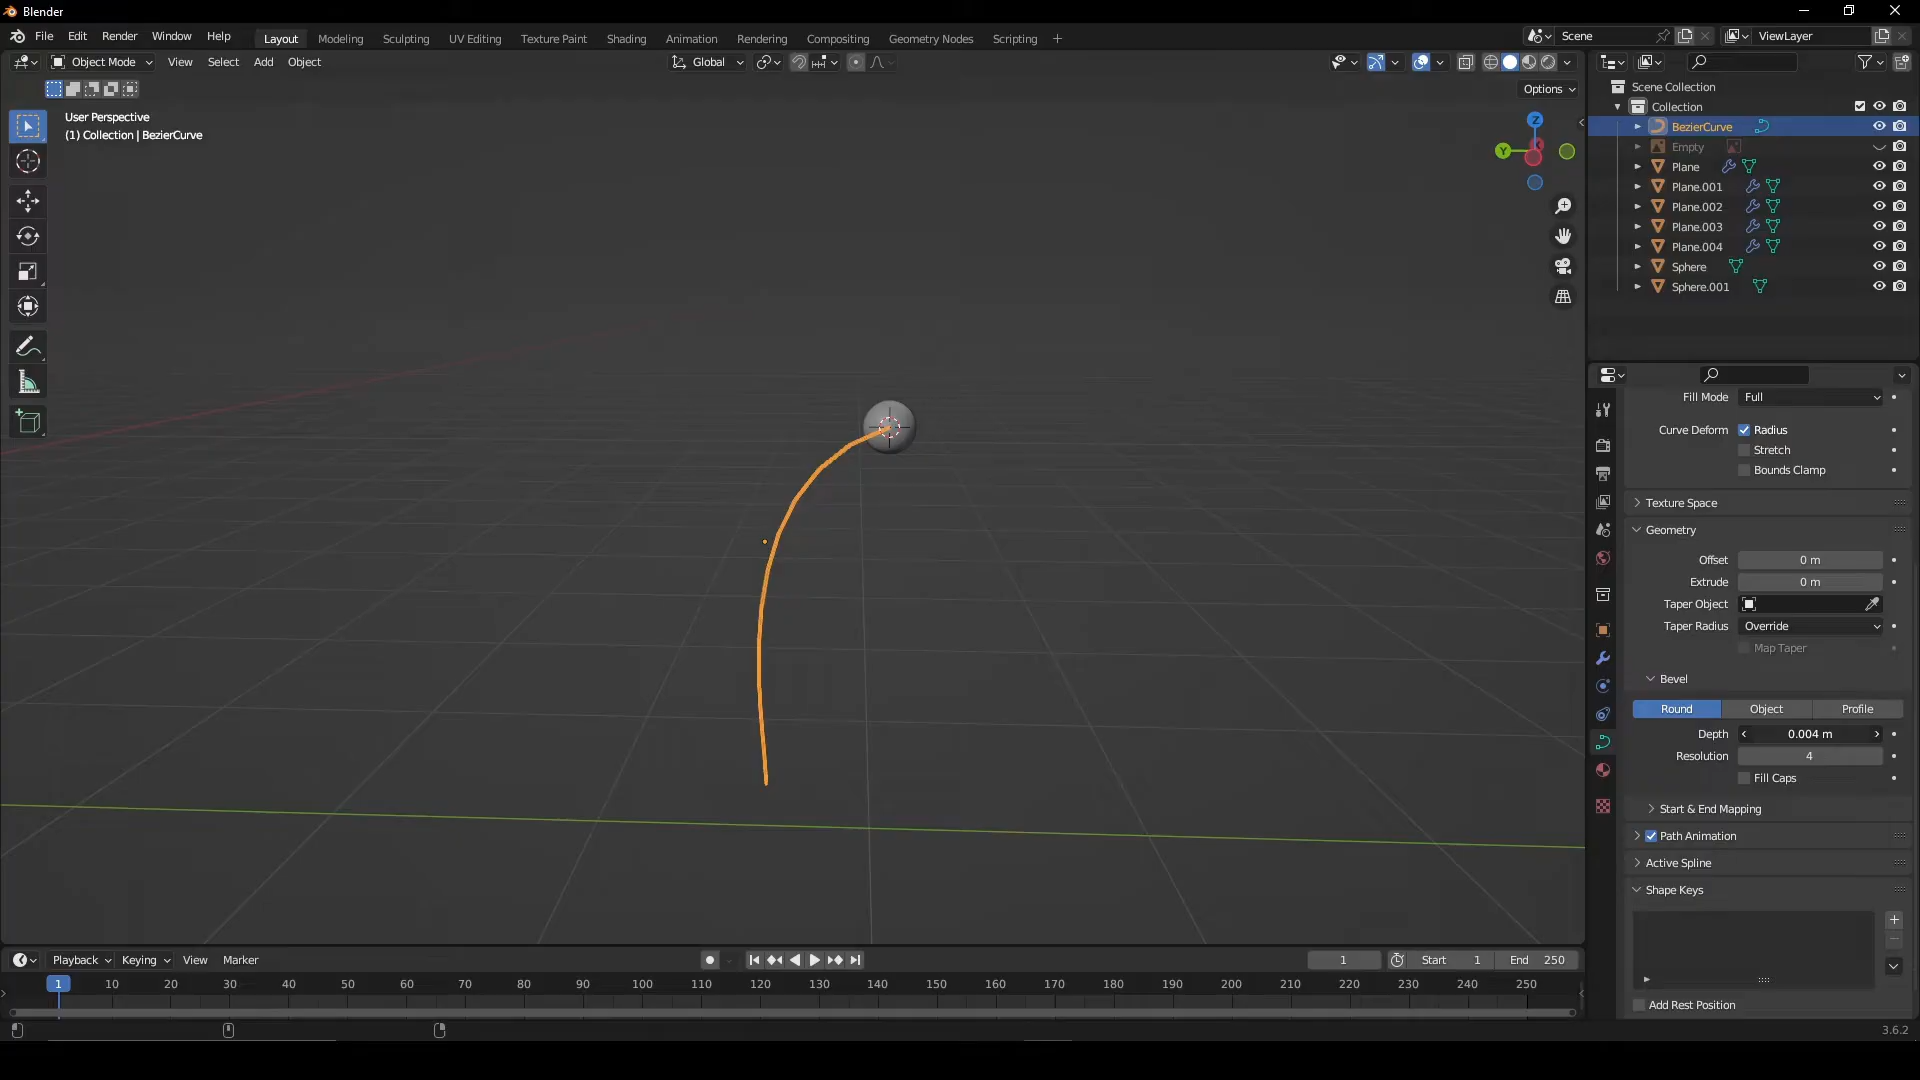 Blender
File Edit Render Window Help
Layout Modeling Sculpting UV Editing Texture Paint Shading Animation Rendering Compositing Geometry Nodes Scripting +
Scene
ViewLayer
Object Mode View Select Add Object
Global
Options
User Perspective
(1) Collection | BezierCurve
Z
Y
Scene Collection
Collection
BezierCurve
Empty
Plane
Plane.001
Plane.002
Plane.003
Plane.004
Sphere
Sphere.001
Fill Mode Full
Curve Deform Radius
Stretch
Bounds Clamp
Texture Space
Geometry
Offset 0 m
Extrude 0 m
Taper Object
Taper Radius Override
Map Taper
Bevel
Round Object Profile
Depth 0.004 m
Resolution 4
Fill Caps
Start & End Mapping
Path Animation
Active Spline
Shape Keys
Add Rest Position
Playback Keying View Marker
1 Start 1 End 250
1 10 20 30 40 50 60 70 80 90 100 110 120 130 140 150 160 170 180 190 200 210 220 230 240 250
3.6.2